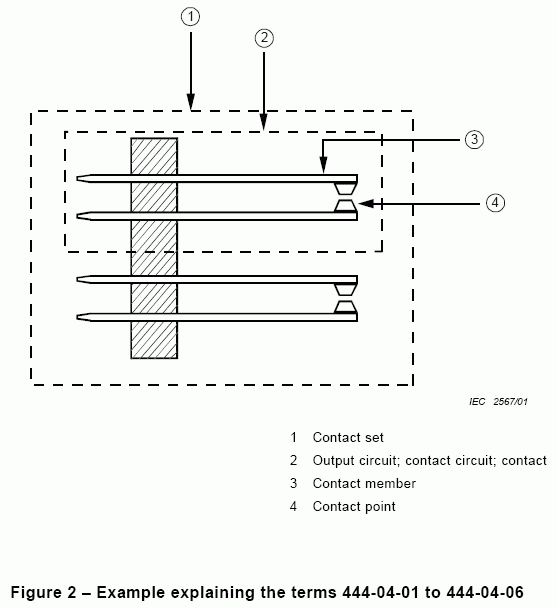 1
2
3
4
IEC 2567/01
1 Contact set
2 Output circuit; contact circuit; contact
3 Contact member
4 Contact point
Figure 2 – Example explaining the terms 444-04-01 to 444-04-06